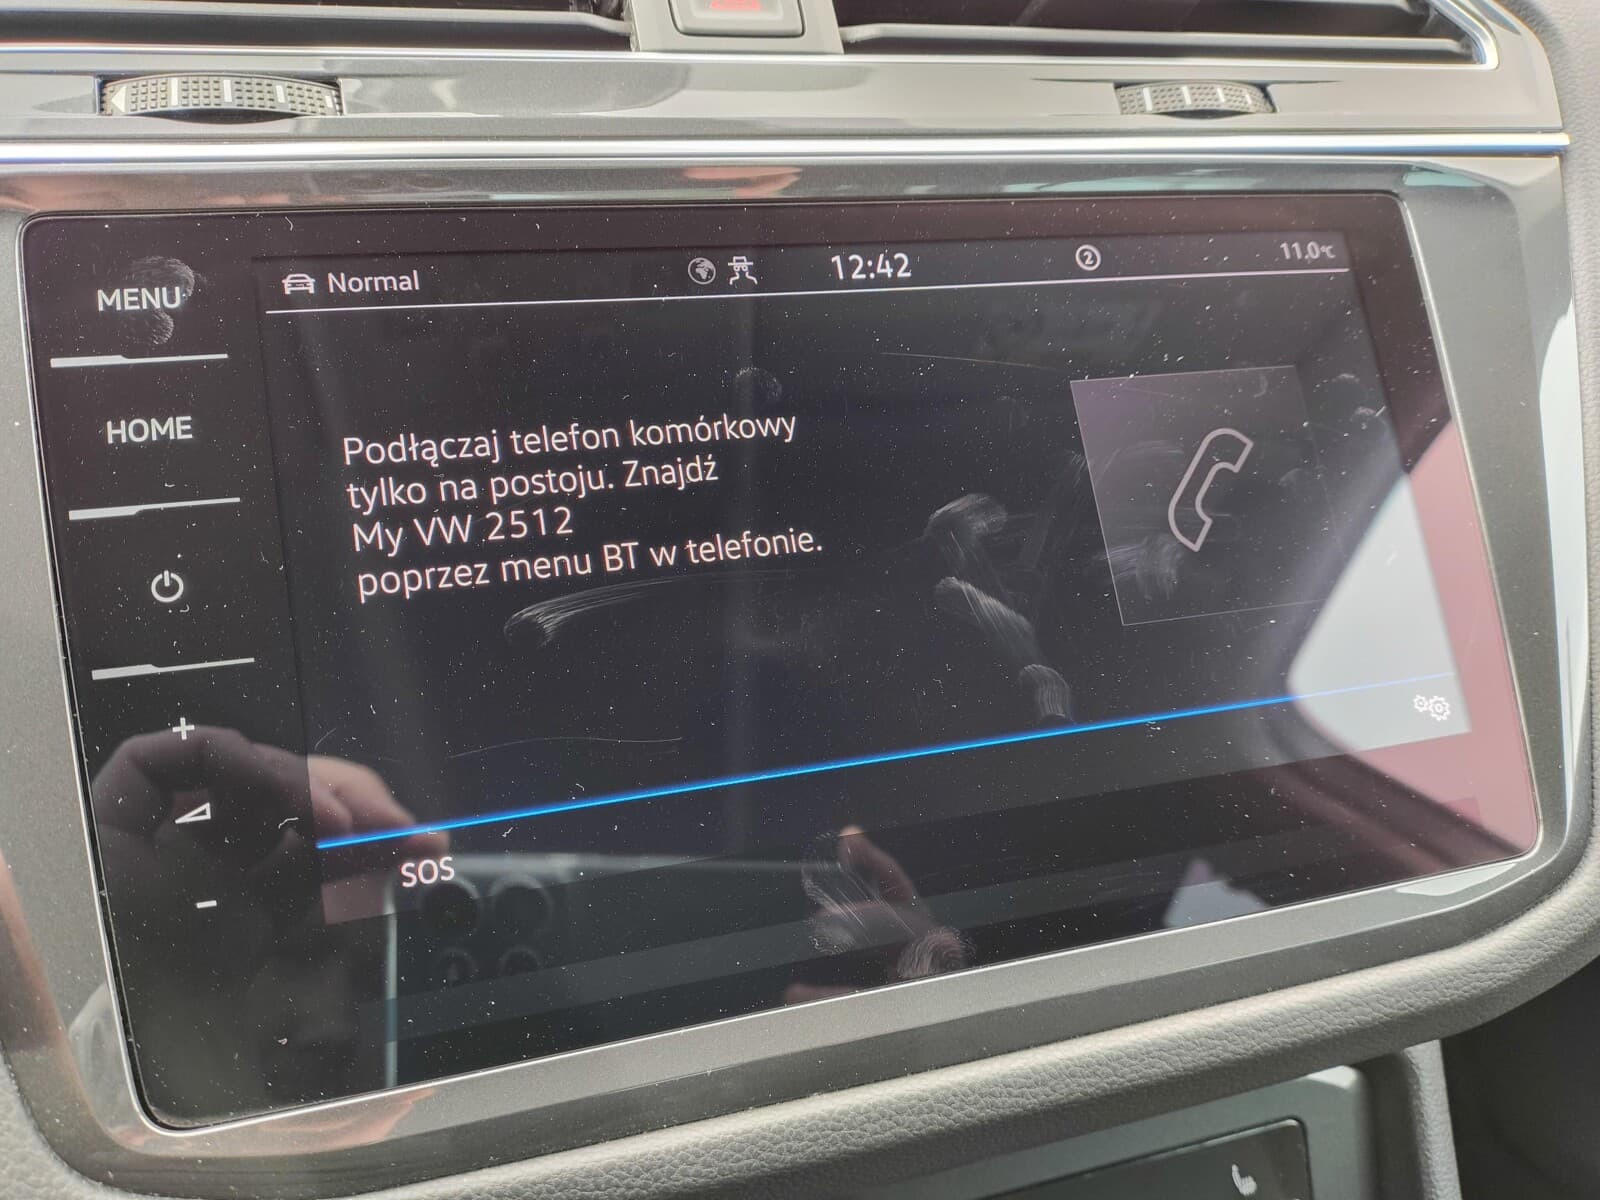 MENU
HOME
+
-
Normal
12:42
2
11.0°C
Podłączaj telefon komórkowy
tylko na postoju. Znajdź
My VW 2512
poprzez menu BT w telefonie.
SOS